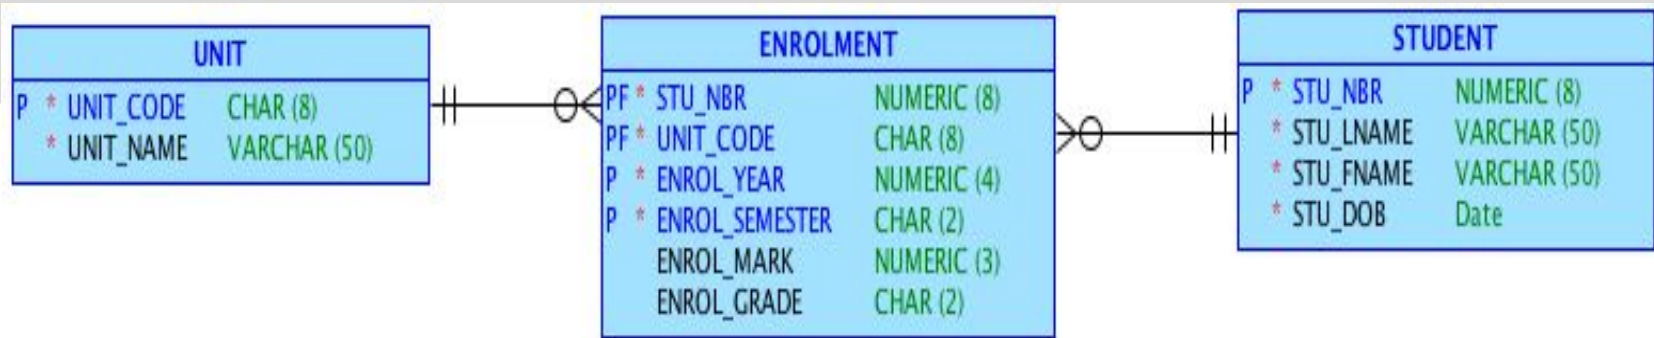 UNIT
P * UNIT_CODE CHAR (8)
* UNIT_NAME VARCHAR (50)
ENROLMENT
PF * STU_NBR NUMERIC (8)
PF * UNIT_CODE CHAR (8)
P * ENROL_YEAR NUMERIC (4)
P * ENROL_SEMESTER CHAR (2)
ENROL_MARK NUMERIC (3)
ENROL_GRADE CHAR (2)
STUDENT
P * STU_NBR NUMERIC (8)
* STU_LNAME VARCHAR (50)
* STU_FNAME VARCHAR (50)
* STU_DOB Date